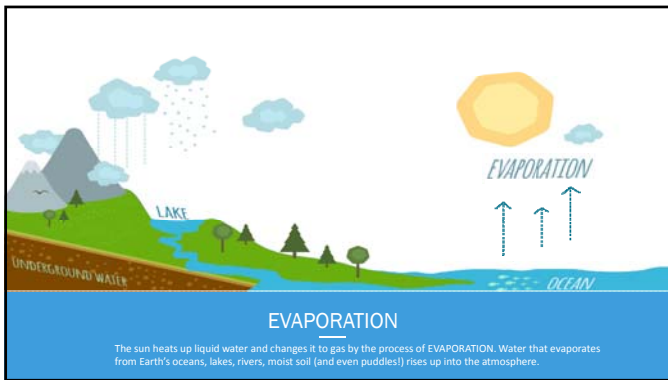 EVAPORATION
LAKE
UNDERGROUND WATER
OCEAN
EVAPORATION
The sun heats up liquid water and changes it to gas by the process of EVAPORATION. Water that evaporates
from Earth's oceans, lakes, rivers, moist soil (and even puddles!) rises up into the atmosphere.